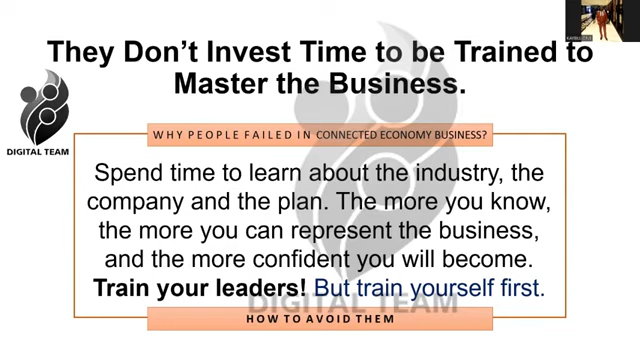 They Don't Invest Time to be Trained to
Master the Business.
DIGITAL TEAM
WHY PEOPLE FAILED IN CONNECTED ECONOMY BUSINESS?
Spend time to learn about the industry, the
company and the plan. The more you know,
the more you can represent the business,
and the more confident you will become.
Train your leaders! But train yourself first.
DIGITAL TEAM
HOW TO AVOID THEM